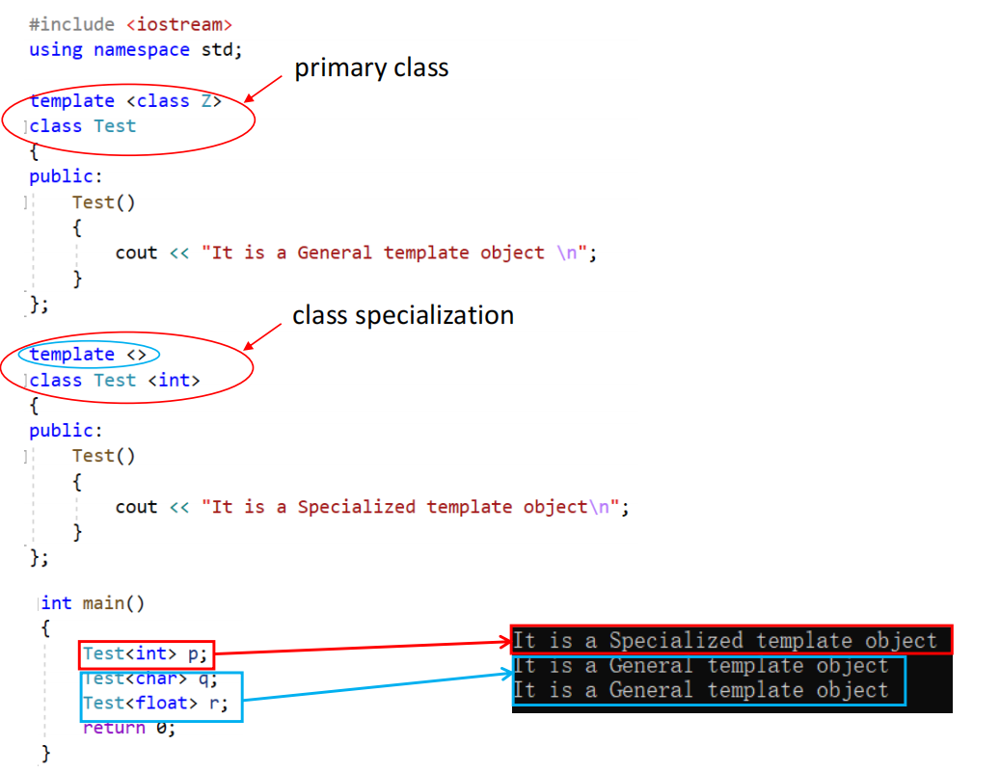 #include <iostream>
using namespace std;
primary class
template <class Z>
class Test
{
public:
Test()
{
cout << "It is a General template object \n";
}
};
class specialization
template <>
class Test <int>
{
public:
Test()
{
cout << "It is a Specialized template object\n";
}
};
int main()
{
Test<int> p;
Test<char> q;
Test<float> r;
return 0;
}
It is a Specialized template object
It is a General template object
It is a General template object